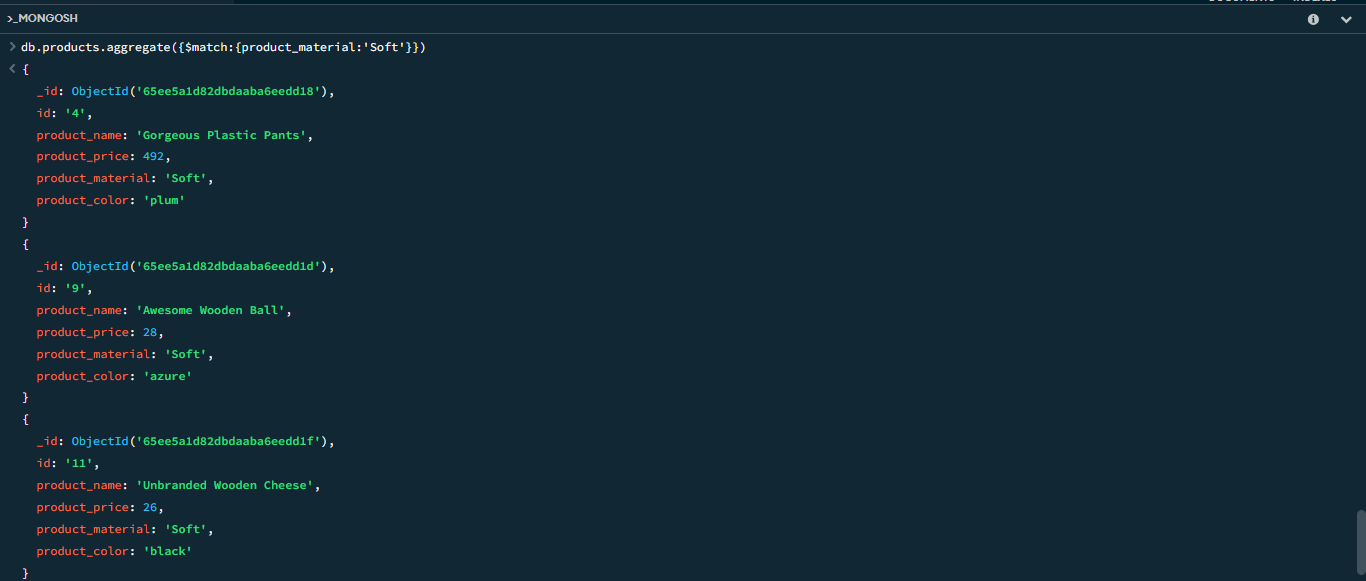 >_MONGOSH
> db.products.aggregate({$match:{product_material:'Soft'}})
< {
_id: ObjectId('65ee5a1d82dbdaaba6eedd18'),
id: '4',
product_name: 'Gorgeous Plastic Pants',
product_price: 492,
product_material: 'Soft',
product_color: 'plum'
}
{
_id: ObjectId('65ee5a1d82dbdaaba6eedd1d'),
id: '9',
product_name: 'Awesome Wooden Ball',
product_price: 28,
product_material: 'Soft',
product_color: 'azure'
}
{
_id: ObjectId('65ee5a1d82dbdaaba6eedd1f'),
id: '11',
product_name: 'Unbranded Wooden Cheese',
product_price: 26,
product_material: 'Soft',
product_color: 'black'
}